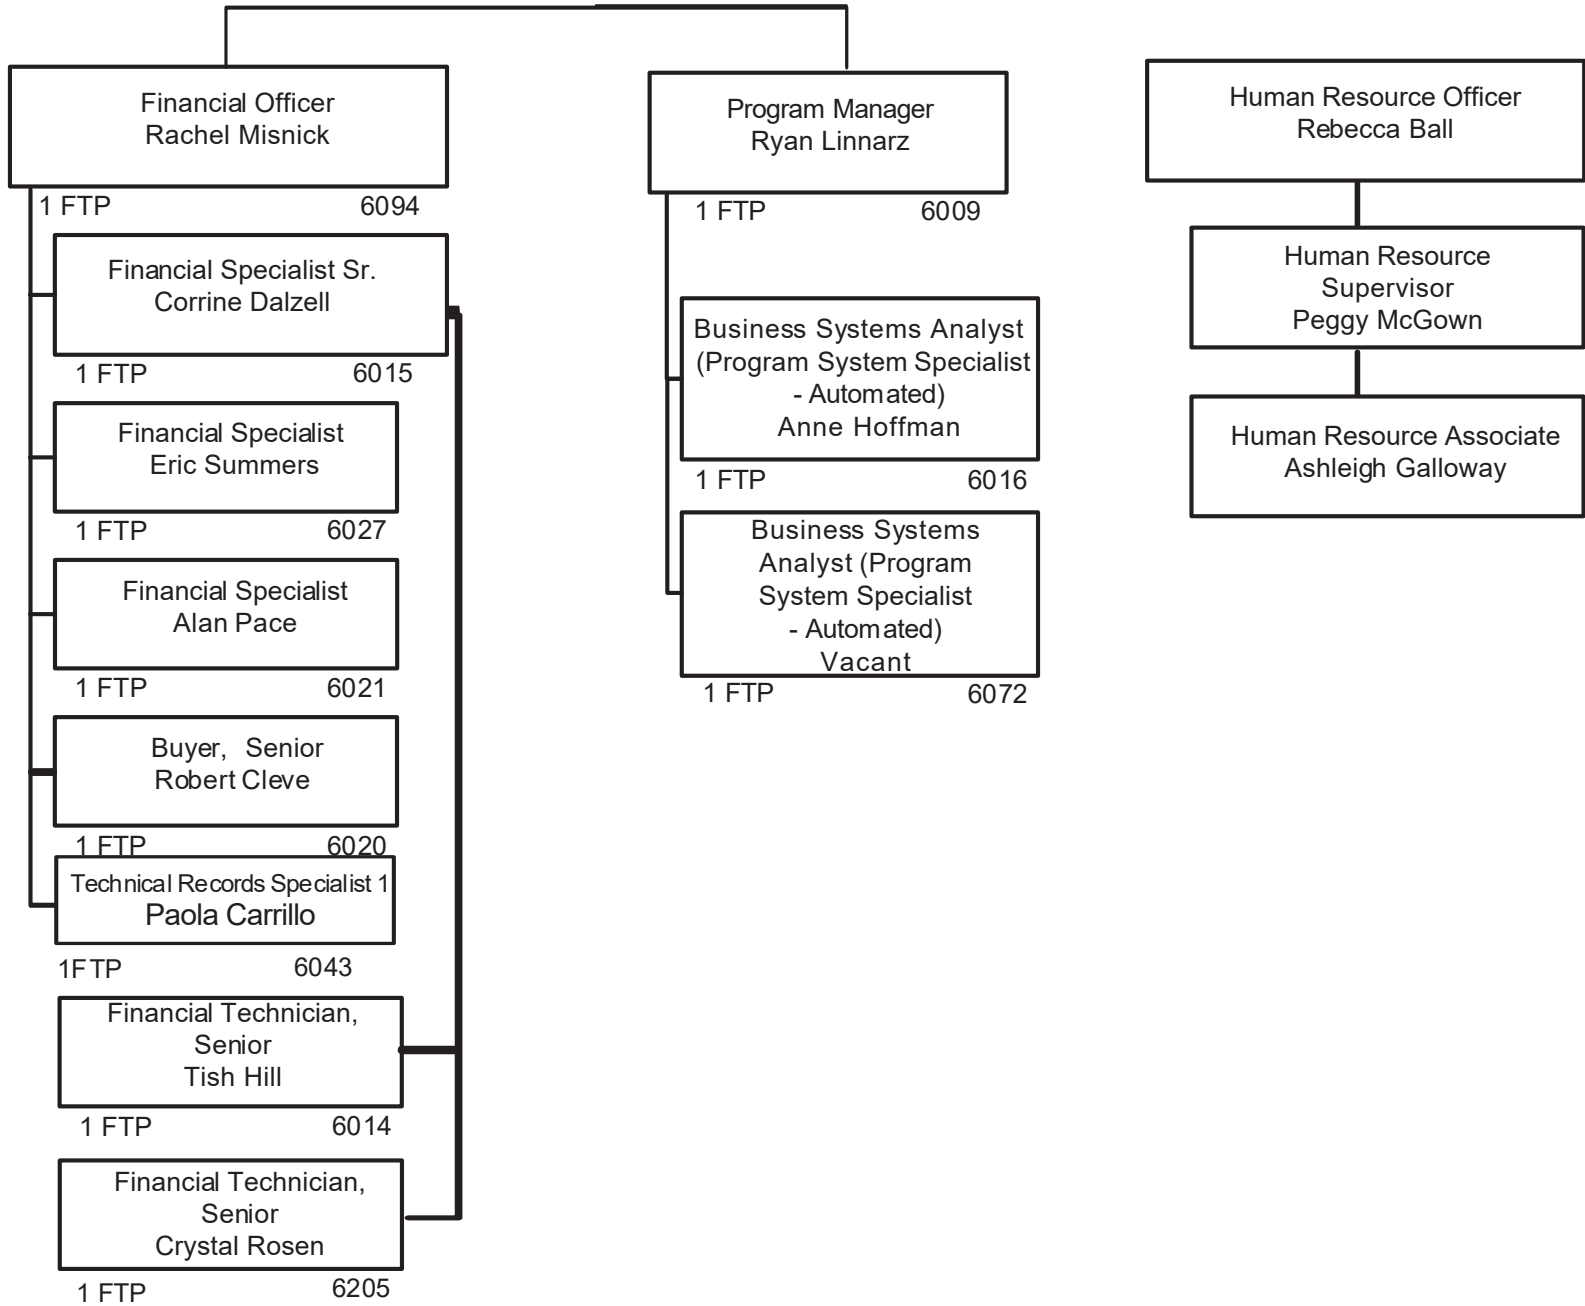 Financial Officer
Rachel Misnick
1 FTP 6094
Financial Specialist Sr.
Corrine Dalzell
1 FTP 6015
Financial Specialist
Eric Summers
1 FTP 6027
Financial Specialist
Alan Pace
1 FTP 6021
Buyer, Senior
Robert Cleve
1 FTP 6020
Technical Records Specialist 1
Paola Carrillo
1FTP 6043
Financial Technician,
Senior
Tish Hill
1 FTP 6014
Financial Technician,
Senior
Crystal Rosen
1 FTP 6205
Program Manager
Ryan Linnarz
1 FTP 6009
Business Systems Analyst
(Program System Specialist
- Automated)
Anne Hoffman
1 FTP 6016
Business Systems
Analyst (Program
System Specialist
- Automated)
Vacant
1 FTP 6072
Human Resource Officer
Rebecca Ball
Human Resource
Supervisor
Peggy McGown
Human Resource Associate
Ashleigh Galloway